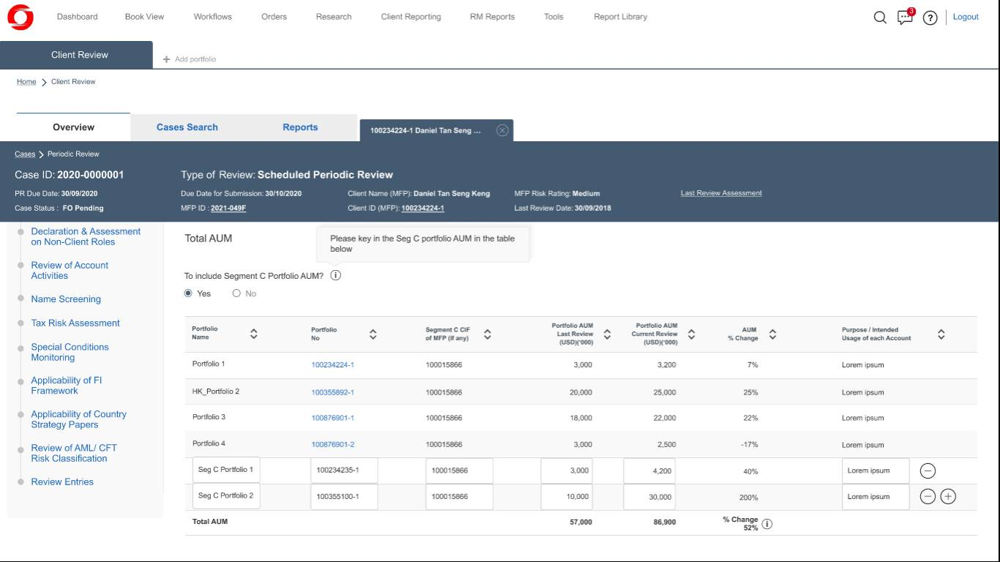 Dashboard Book View Workflows Orders Research Client Reporting RM Reports Tools Report Library 3 ? Logout
Client Review + Add portfolio
Home > Client Review
Overview Cases Search Reports 100234224-1 Daniel Tan Seng ...
Cases > Periodic Review
Case ID: 2020-0000001 Type of Review: Scheduled Periodic Review
PR Due Date: 30/09/2020 Due Date for Submission: 30/10/2020 Client Name (MFP): Daniel Tan Seng Keng MFP Risk Rating: Medium Last Review Assessment
Case Status : FO Pending MFP ID : 2021-049F Client ID (MFP): 100234224-1 Last Review Date: 30/09/2018
Declaration & Assessment
on Non-Client Roles
Review of Account
Activities
Name Screening
Tax Risk Assessment
Special Conditions
Monitoring
Applicability of FI
Framework
Applicability of Country
Strategy Papers
Review of AML/ CFT
Risk Classification
Review Entries
Total AUM
Please key in the Seg C portfolio AUM in the table
below
To include Segment C Portfolio AUM? i
Yes No
Portfolio
Name
Portfolio
No
Segment C CIF
of MFP (if any)
Portfolio AUM
Last Review
(USD)('000)
Portfolio AUM
Current Review
(USD)('000)
AUM
% Change
Purpose / Intended
Usage of each Account
Portfolio 1 100234224-1 100015866 3,000 3,200 7% Lorem ipsum
HK_Portfolio 2 100355892-1 100015866 20,000 25,000 25% Lorem ipsum
Portfolio 3 100876901-1 100015866 18,000 22,000 22% Lorem ipsum
Portfolio 4 100876901-2 100015866 3,000 2,500 -17% Lorem ipsum
Seg C Portfolio 1 100234235-1 100015866 3,000 4,200 40% Lorem ipsum
Seg C Portfolio 2 100355100-1 100015866 10,000 30,000 200% Lorem ipsum
Total AUM 57,000 86,900 % Change
52% i